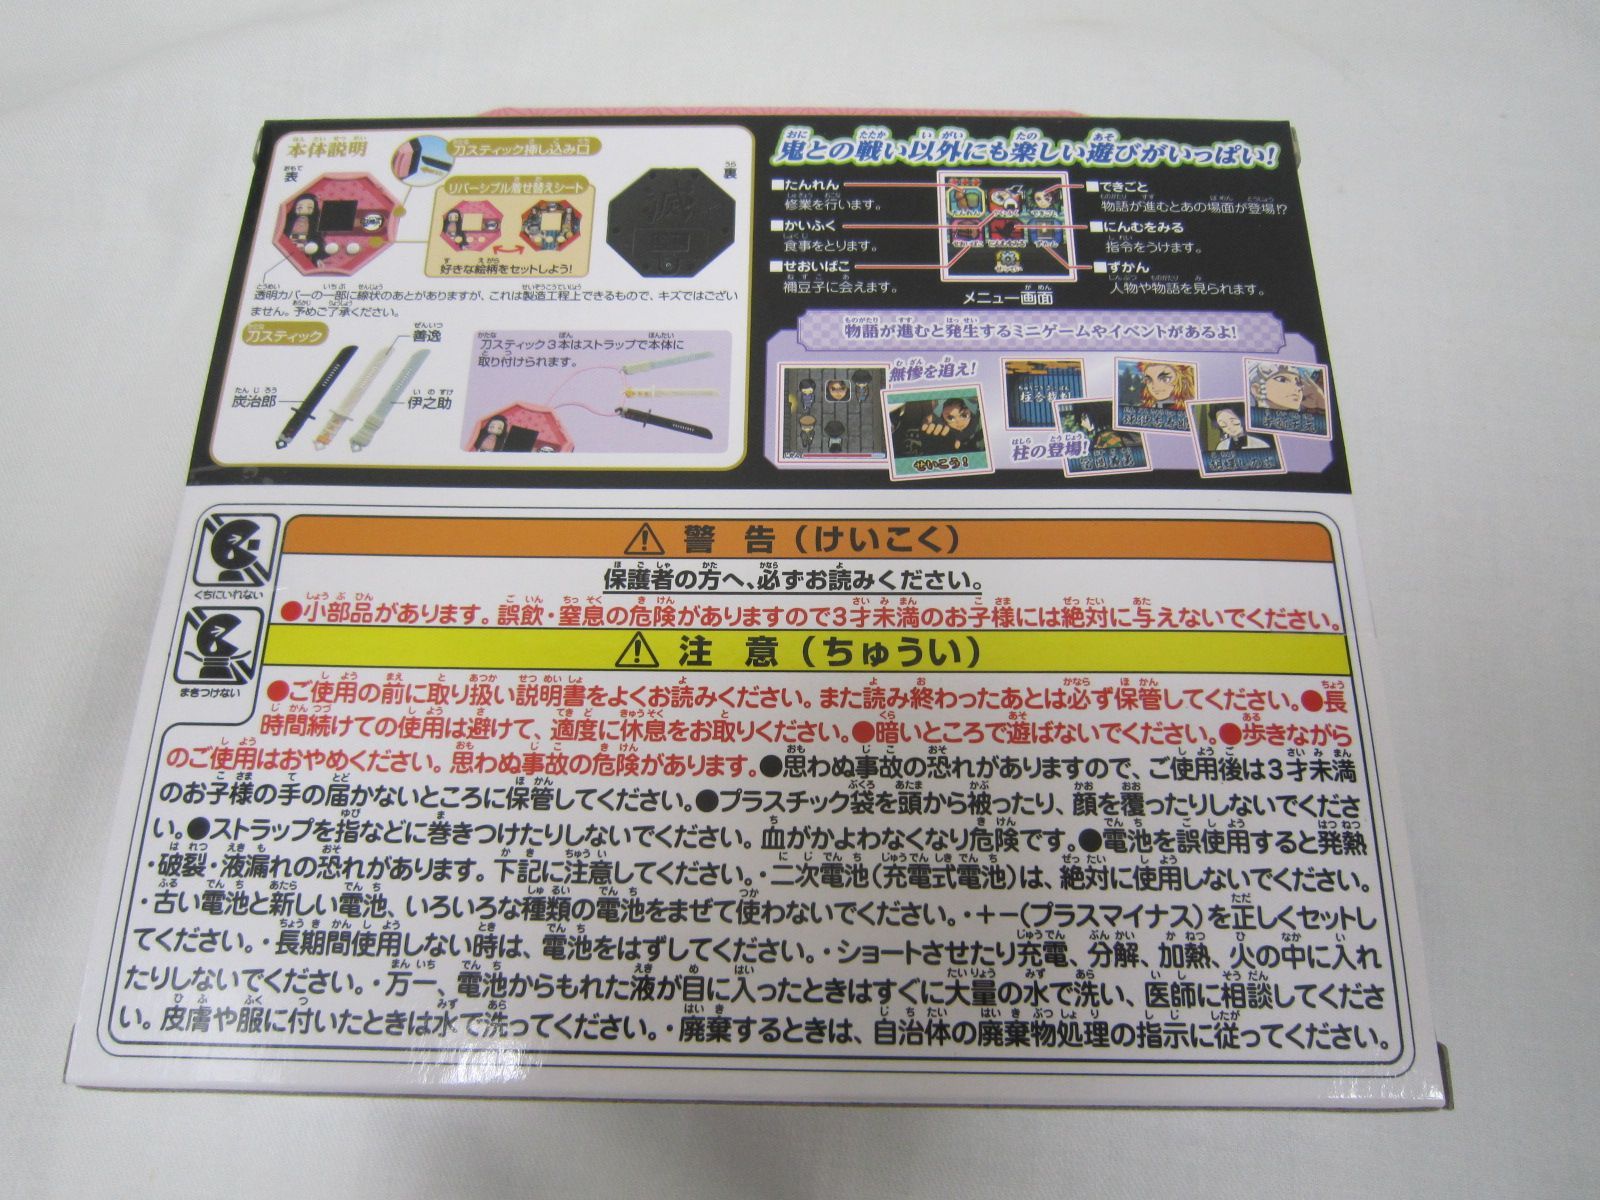 本体説明
刀スティック挿し込み口
表
リバーシブル着せ替えシート
好きな絵柄をセットしよう!
裏
透明カバーの一部に線状のあとがありますが、これは製造工程上できるもので、キズではござい
ません。予めご了承ください。
刀スティック
善逸
炭治郎
伊之助
刀スティック3本はストラップで本体に
取り付けられます。
鬼との戦い以外にも楽しい遊びがいっぱい!
■たんれん
修業を行います。
■かいふく
食事をとります。
■せおいばこ
禰豆子に会えます。
■できごと
物語が進むとあの場面が登場!?
■にんむをみる
指令をうけます。
■ずかん
人物や物語を見られます。
メニュー画面
物語が進むと発生するミニゲームやイベントがあるよ!
無惨を追え!
せいこう!
柱合裁判
柱の登場!
くちにいれない
まきつけない
⚠ 警 告(けいこく)
保護者の方へ、必ずお読みください。
●小部品があります。誤飲・窒息の危険がありますので3才未満のお子様には絶対に与えないでください。
⚠ 注 意(ちゅうい)
●ご使用の前に取り扱い説明書をよくお読みください。また読み終わったあとは必ず保管してください。●長
時間続けての使用は避けて、適度に休息をお取りください。●暗いところで遊ばないでください。●歩きながら
のご使用はおやめください。思わぬ事故の危険があります。●思わぬ事故の恐れがありますので、ご使用後は3才未満
のお子様の手の届かないところに保管してください。●プラスチック袋を頭から被ったり、顔を覆ったりしないでくださ
い。●ストラップを指などに巻きつけたりしないでください。血がかよわなくなり危険です。●電池を誤使用すると発熱
・破裂・液漏れの恐れがあります。下記に注意してください。・二次電池(充電式電池)は、絶対に使用しないでください。
・古い電池と新しい電池、いろいろな種類の電池をまぜて使わないでください。・+−(プラスマイナス)を正しくセットし
てください。・長期間使用しない時は、電池をはずしてください。・ショートさせたり充電、分解、加熱、火の中に入れ
たりしないでください。・万一、電池からもれた液が目に入ったときはすぐに大量の水で洗い、医師に相談してくださ
い。皮膚や服に付いたときは水で洗ってください。・廃棄するときは、自治体の廃棄物処理の指示に従ってください。